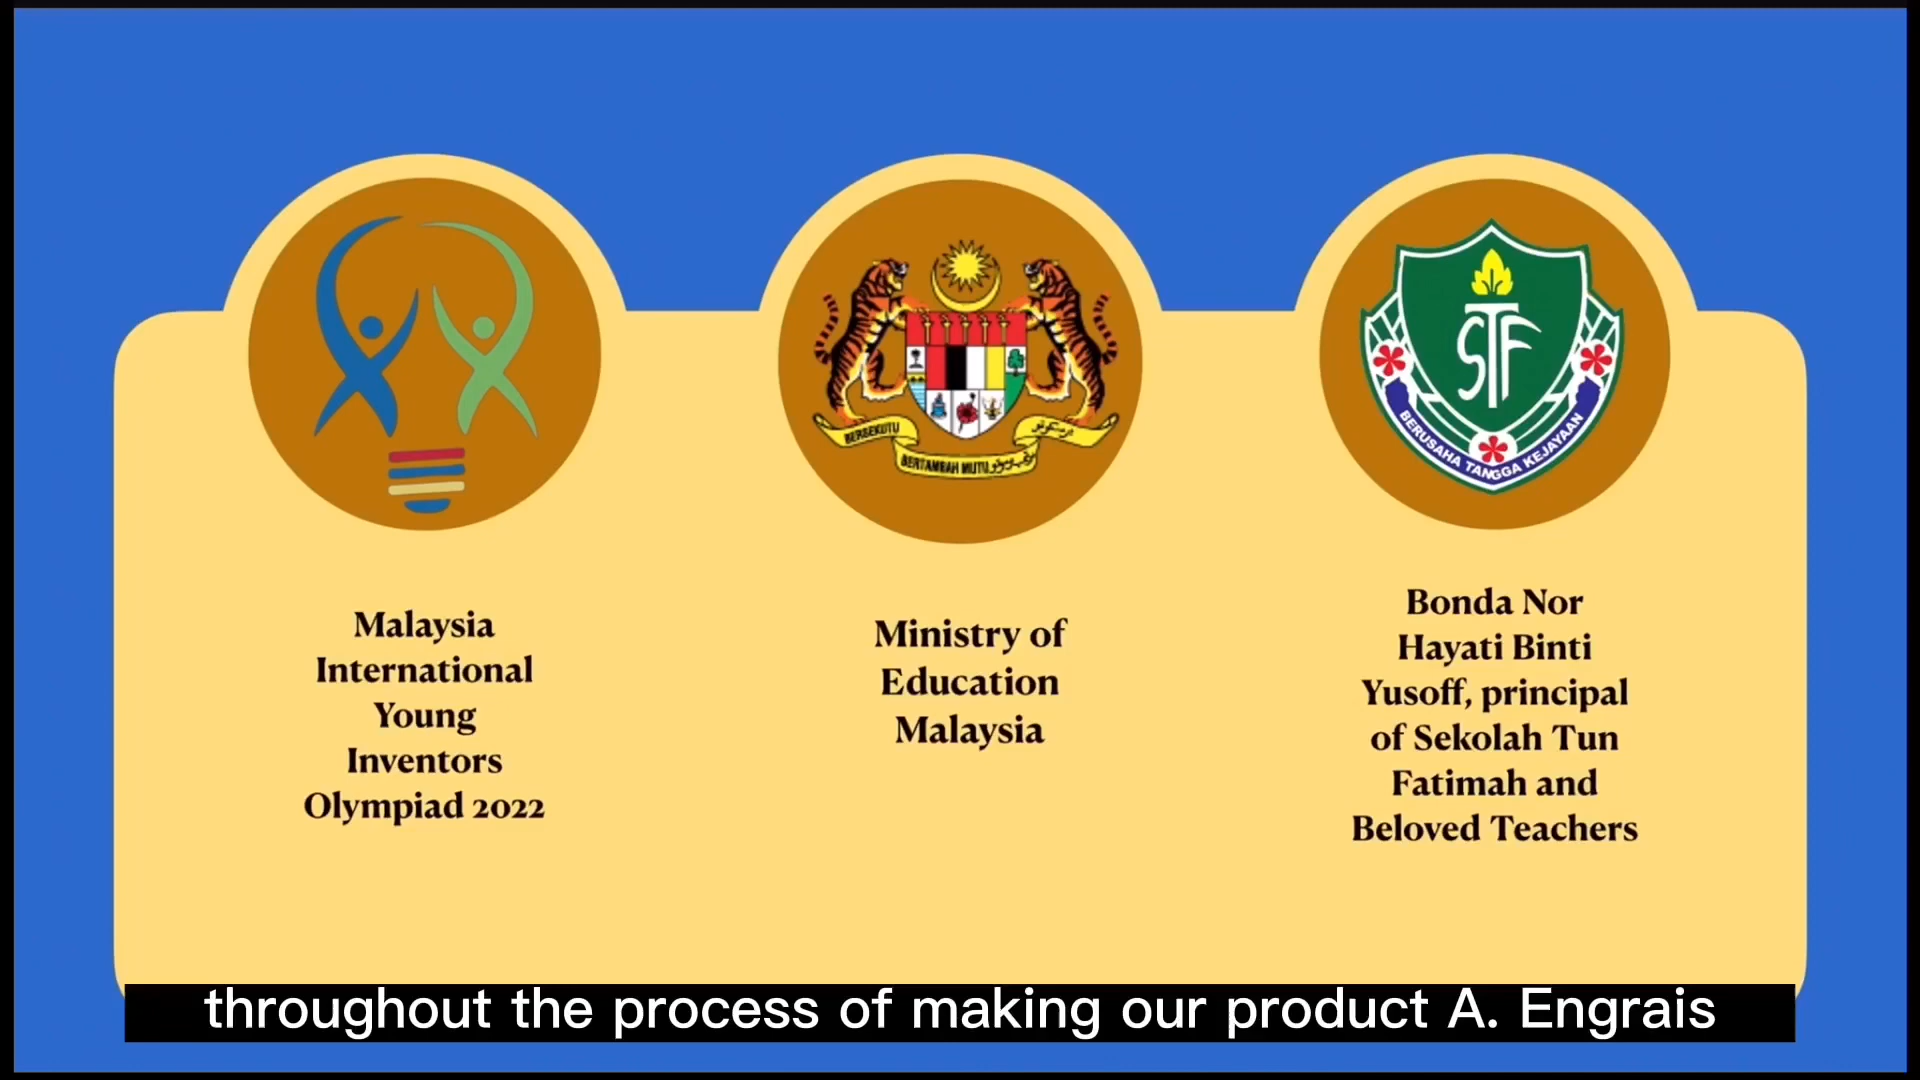 BERSEKUTU
BERTAMBAH MUTU
STF
BERUSAHA TANGGA KEJAYAAN
Malaysia
International
Young
Inventors
Olympiad 2022
Ministry of
Education
Malaysia
Bonda Nor
Hayati Binti
Yusoff, principal
of Sekolah Tun
Fatimah and
Beloved Teachers
throughout the process of making our product A. Engrais